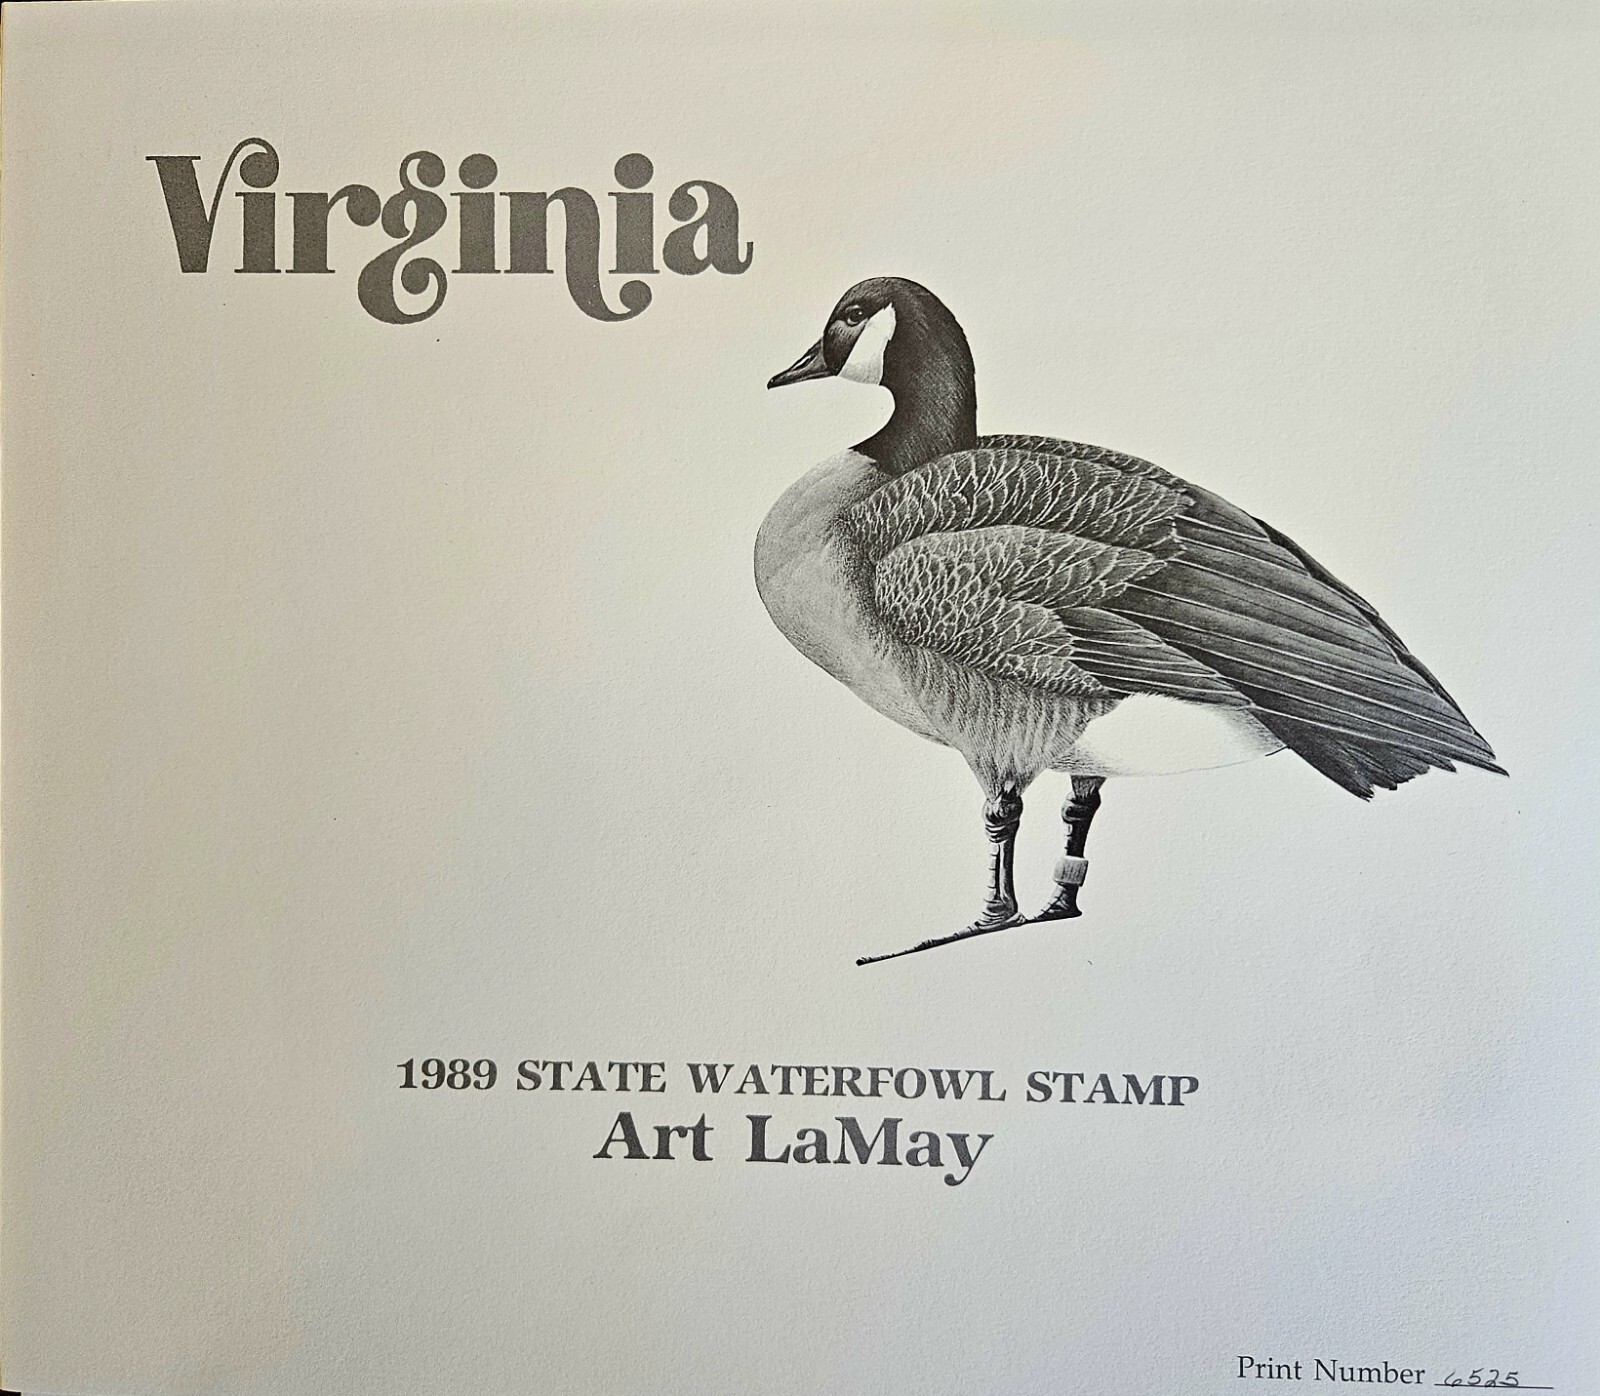 Virginia
1989 STATE WATERFOWL STAMP
Art LaMay
Print Number 6525